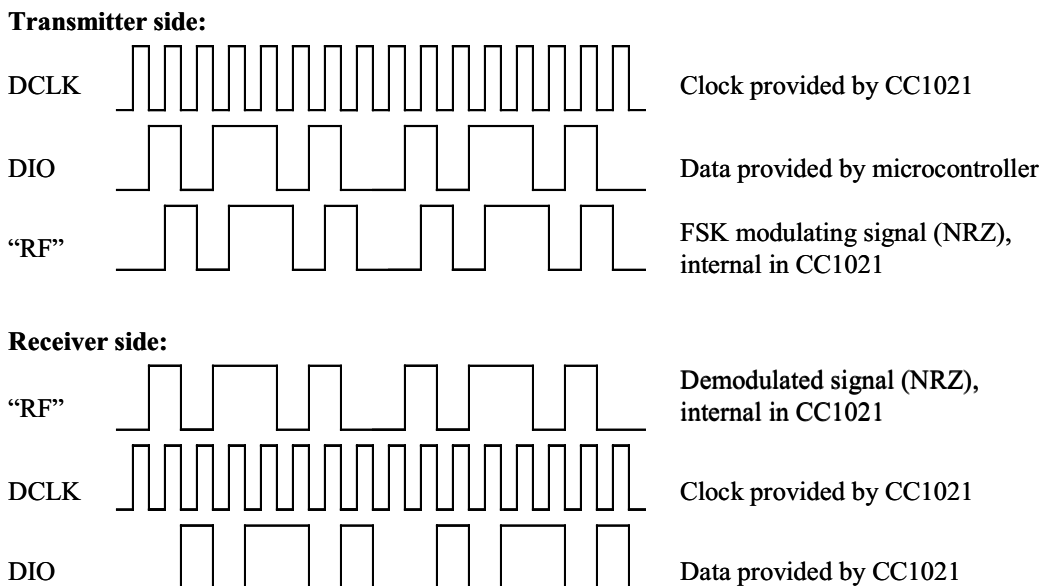 Transmitter side:
DCLK
Clock provided by CC1021
DIO
Data provided by microcontroller
“RF”
FSK modulating signal (NRZ),
internal in CC1021
Receiver side:
“RF”
Demodulated signal (NRZ),
internal in CC1021
DCLK
Clock provided by CC1021
DIO
Data provided by CC1021